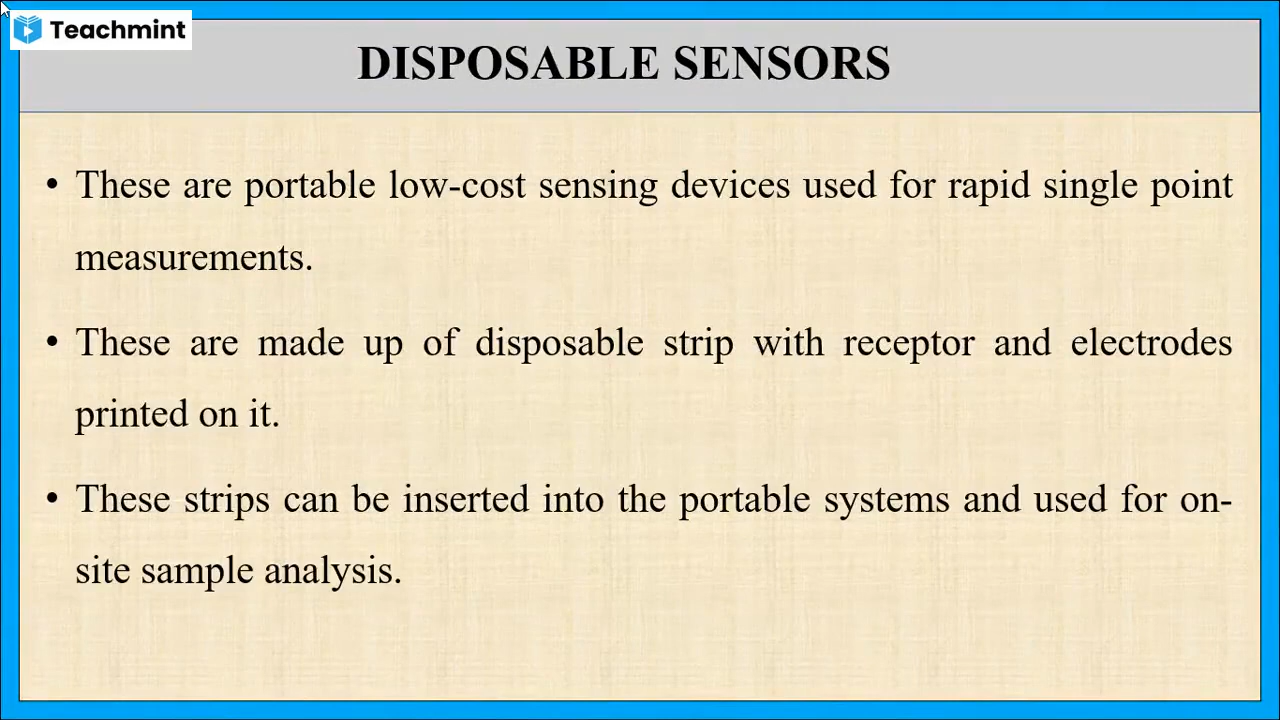 Teachmint
DISPOSABLE SENSORS
• These are portable low-cost sensing devices used for rapid single point
measurements.
• These are made up of disposable strip with receptor and electrodes
printed on it.
• These strips can be inserted into the portable systems and used for on-
site sample analysis.